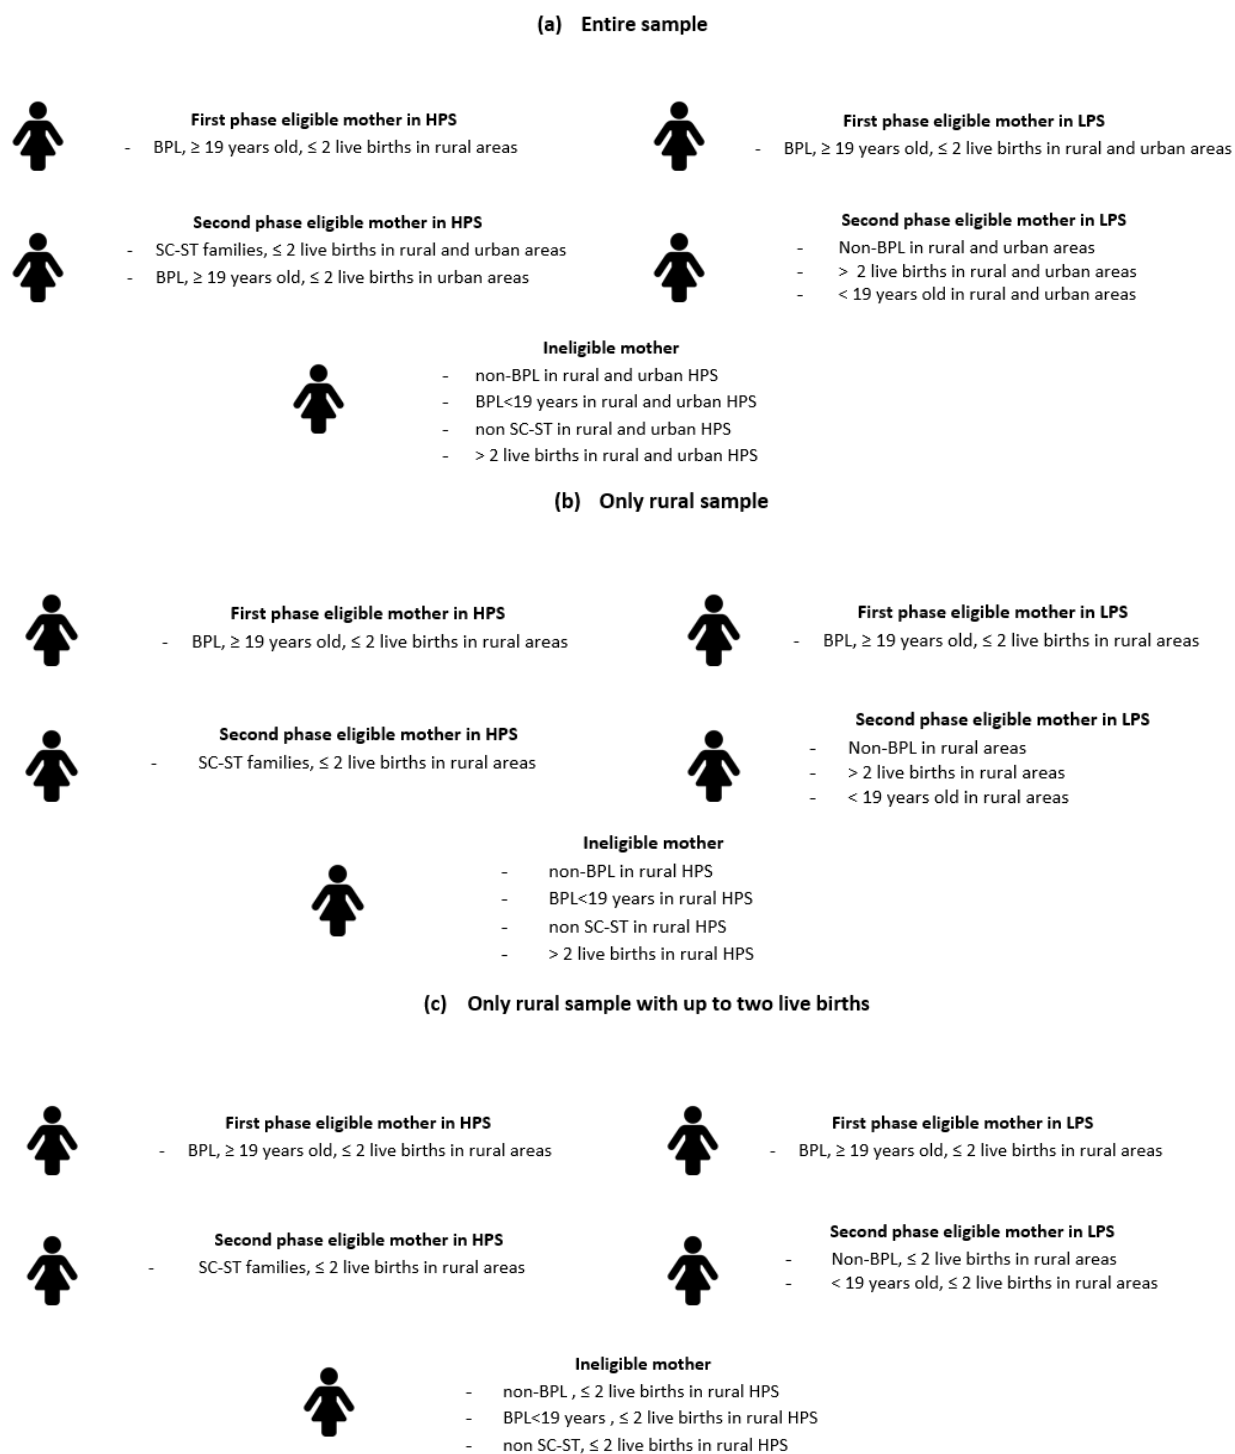 (a) Entire sample
First phase eligible mother in HPS
- BPL, ≥ 19 years old, ≤ 2 live births in rural areas
First phase eligible mother in LPS
- BPL, ≥ 19 years old, ≤ 2 live births in rural and urban areas
Second phase eligible mother in HPS
- SC-ST families, ≤ 2 live births in rural and urban areas
- BPL, ≥ 19 years old, ≤ 2 live births in urban areas
Second phase eligible mother in LPS
- Non-BPL in rural and urban areas
- > 2 live births in rural and urban areas
- < 19 years old in rural and urban areas
Ineligible mother
- non-BPL in rural and urban HPS
- BPL<19 years in rural and urban HPS
- non SC-ST in rural and urban HPS
- > 2 live births in rural and urban HPS
(b) Only rural sample
First phase eligible mother in HPS
- BPL, ≥ 19 years old, ≤ 2 live births in rural areas
First phase eligible mother in LPS
- BPL, ≥ 19 years old, ≤ 2 live births in rural areas
Second phase eligible mother in HPS
- SC-ST families, ≤ 2 live births in rural areas
Second phase eligible mother in LPS
- Non-BPL in rural areas
- > 2 live births in rural areas
- < 19 years old in rural areas
Ineligible mother
- non-BPL in rural HPS
- BPL<19 years in rural HPS
- non SC-ST in rural HPS
- > 2 live births in rural HPS
(c) Only rural sample with up to two live births
First phase eligible mother in HPS
- BPL, ≥ 19 years old, ≤ 2 live births in rural areas
First phase eligible mother in LPS
- BPL, ≥ 19 years old, ≤ 2 live births in rural areas
Second phase eligible mother in HPS
- SC-ST families, ≤ 2 live births in rural areas
Second phase eligible mother in LPS
- Non-BPL, ≤ 2 live births in rural areas
- < 19 years old, ≤ 2 live births in rural areas
Ineligible mother
- non-BPL , ≤ 2 live births in rural HPS
- BPL<19 years , ≤ 2 live births in rural HPS
- non SC-ST, ≤ 2 live births in rural HPS